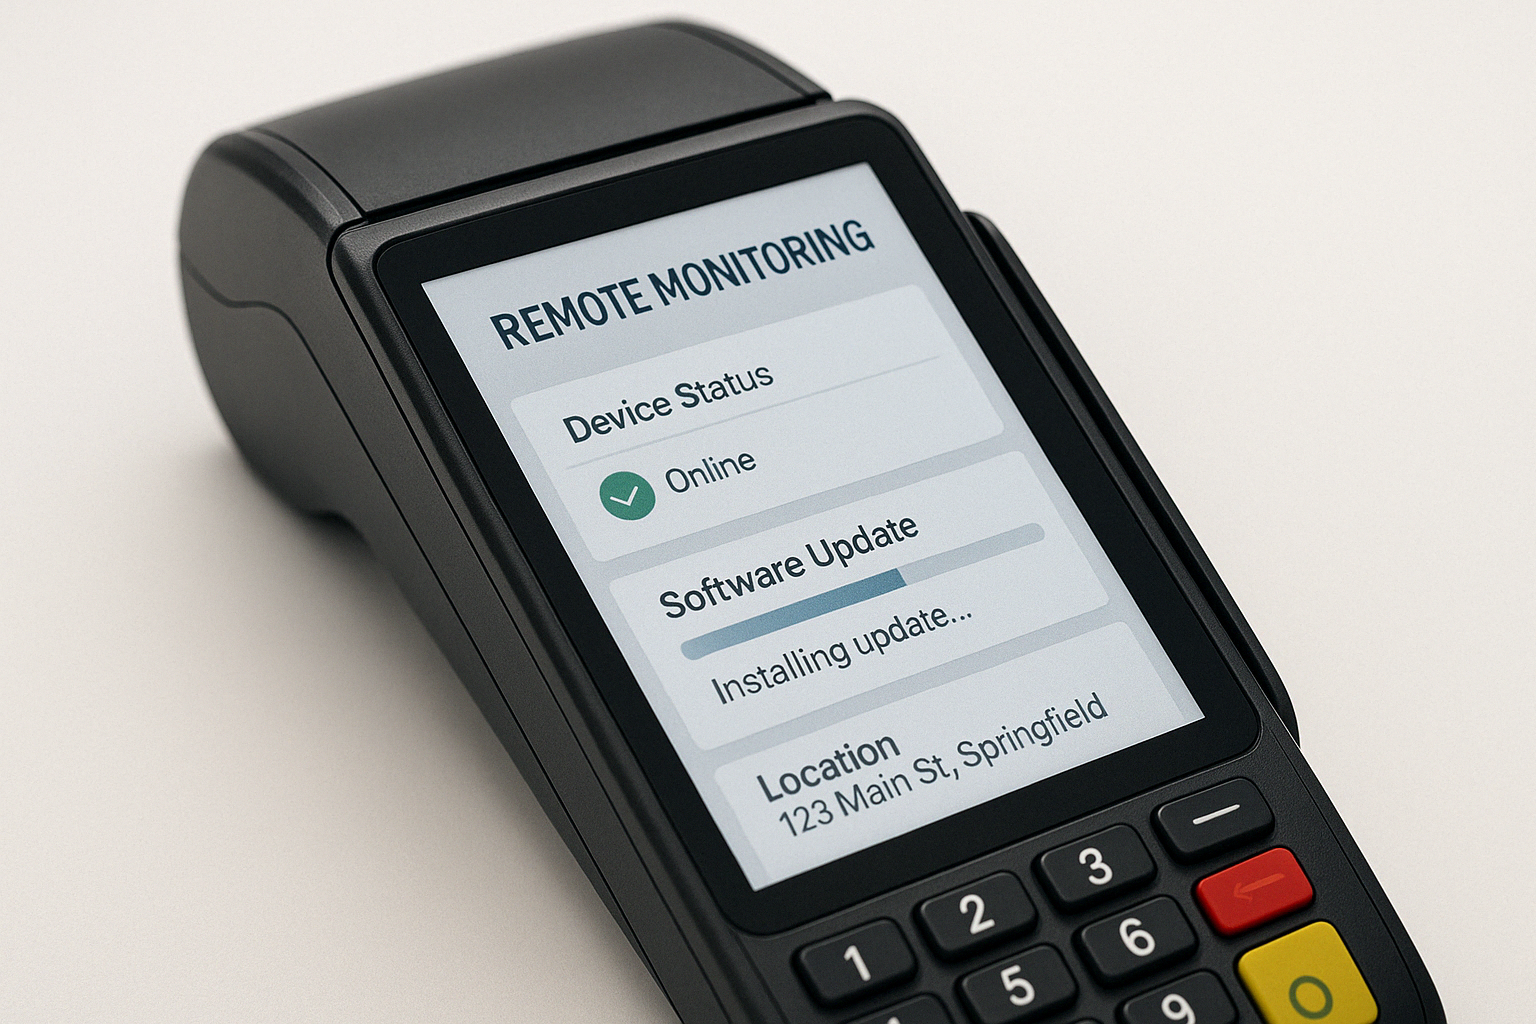 REMOTE MONITORING
Device Status
Online
Software Update
Installing update...
Location
123 Main St, Springfield
1
2
3
5
6
9